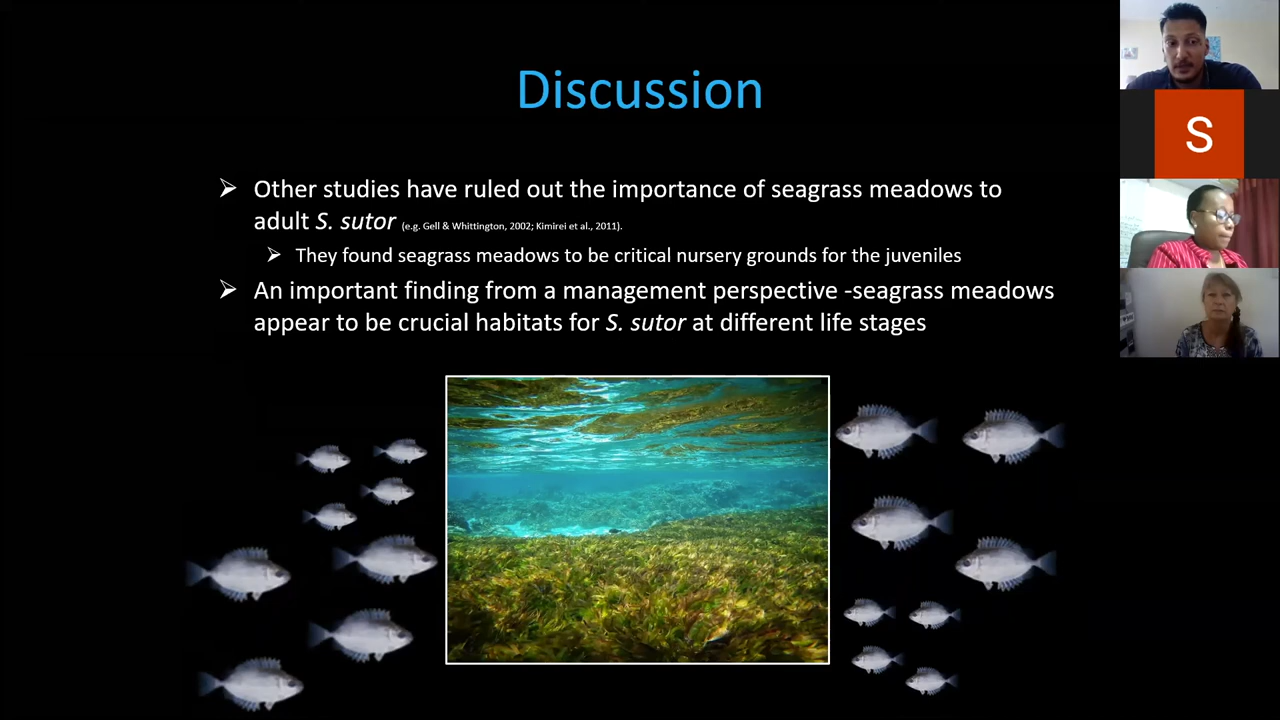 Discussion
Other studies have ruled out the importance of seagrass meadows to
adult S. sutor (e.g. Gell & Whittington, 2002; Kimirei et al., 2011).
They found seagrass meadows to be critical nursery grounds for the juveniles
An important finding from a management perspective -seagrass meadows
appear to be crucial habitats for S. sutor at different life stages
S